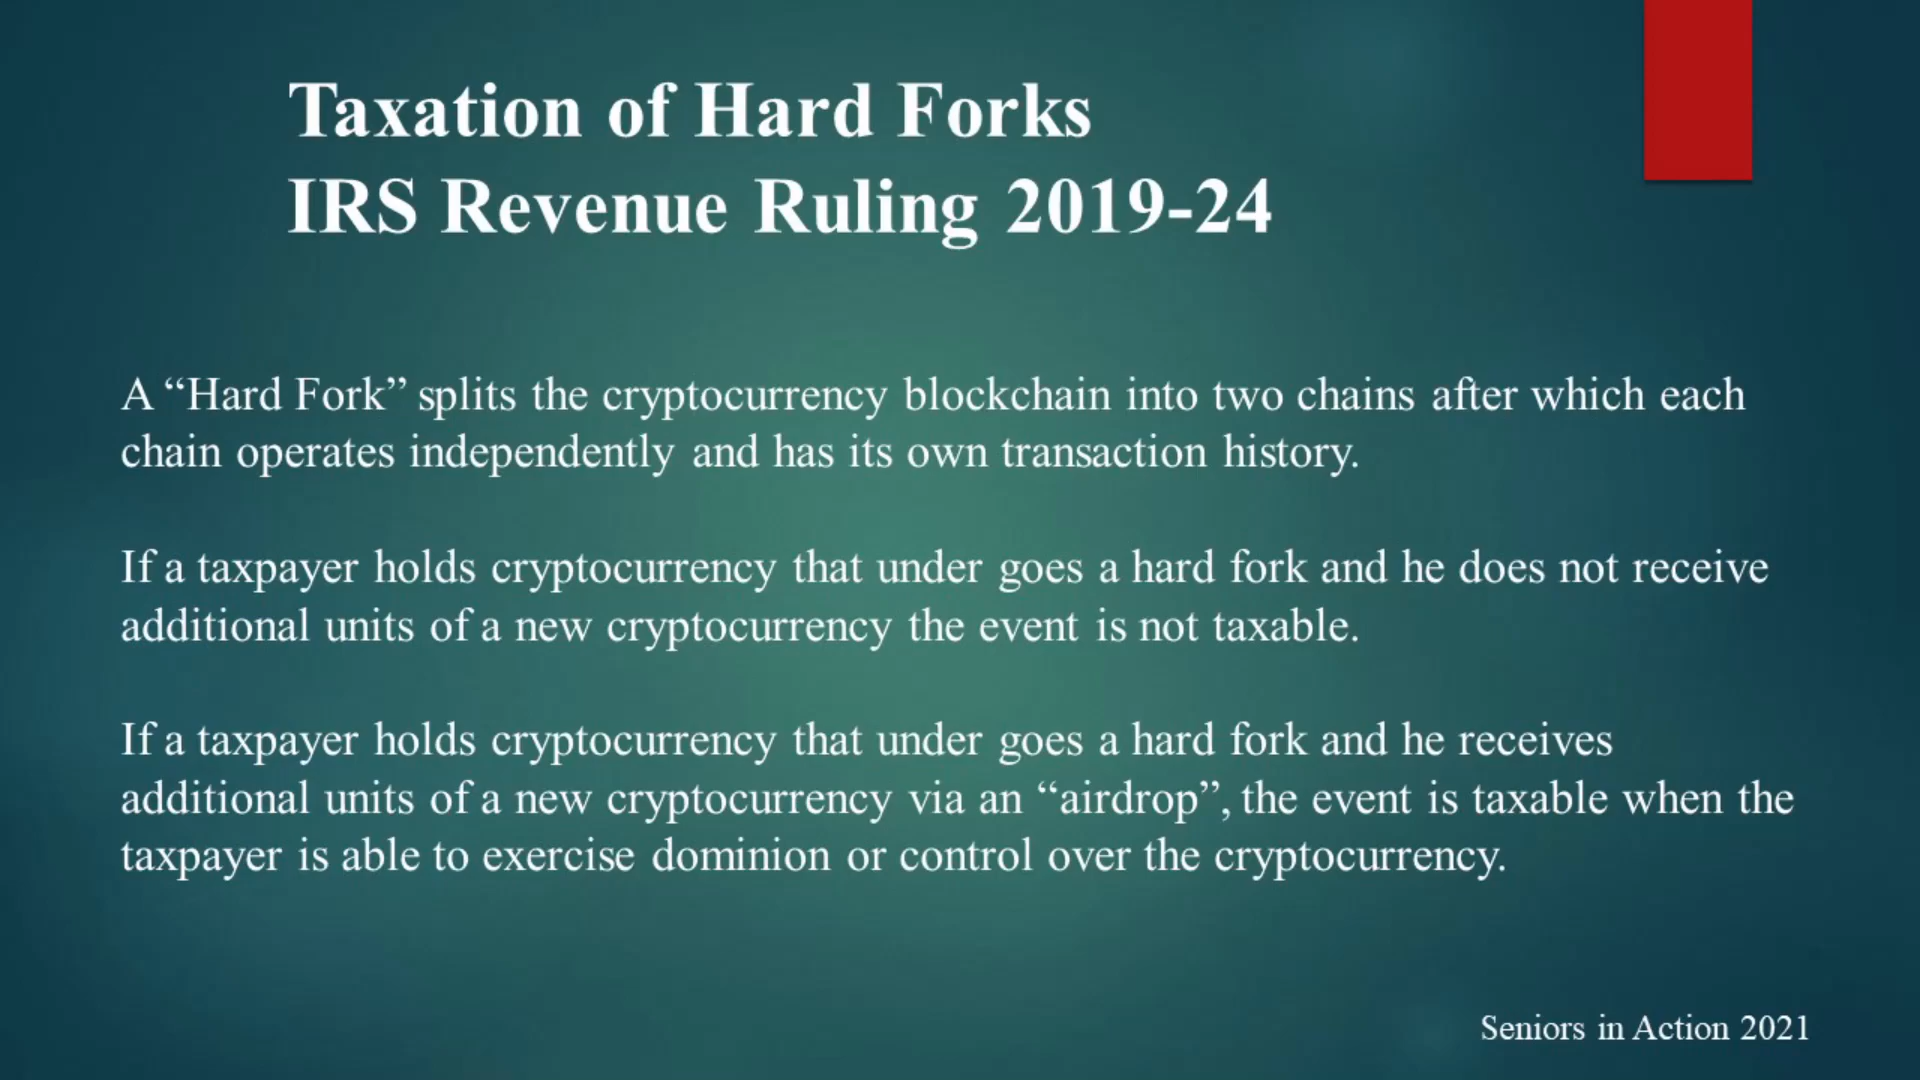 Taxation of Hard Forks
IRS Revenue Ruling 2019-24
A “Hard Fork” splits the cryptocurrency blockchain into two chains after which each
chain operates independently and has its own transaction history.
If a taxpayer holds cryptocurrency that under goes a hard fork and he does not receive
additional units of a new cryptocurrency the event is not taxable.
If a taxpayer holds cryptocurrency that under goes a hard fork and he receives
additional units of a new cryptocurrency via an “airdrop”, the event is taxable when the
taxpayer is able to exercise dominion or control over the cryptocurrency.
Seniors in Action 2021